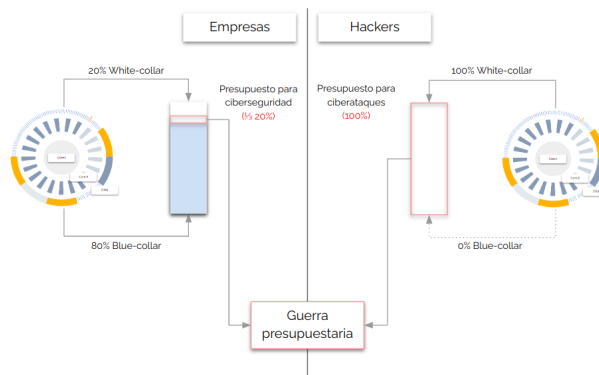 Empresas
Hackers
20% White-collar
100% White-collar
Presupuesto para
ciberseguridad
(⅓ 20%)
Presupuesto para
ciberataques
(100%)
80% Blue-collar
0% Blue-collar
Guerra
presupuestaria